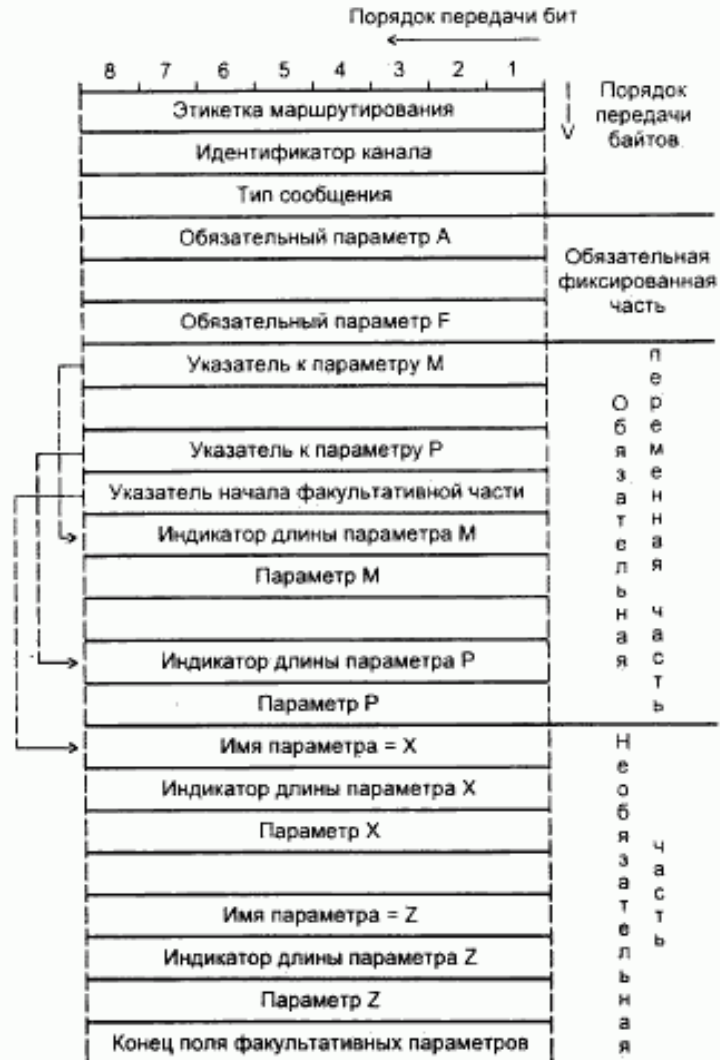 Порядок передачи бит
8 7 6 5 4 3 2 1
Этикетка маршрутирования
Порядок
передачи
байтов.
Идентификатор канала
Тип сообщения
Обязательный параметр A
Обязательная
фиксированная
часть
Обязательный параметр F
Указатель к параметру M
Указатель к параметру P
Указатель начала факультативной части
Индикатор длины параметра M
Параметр M
Индикатор длины параметра P
Параметр P
Обязательная
переменная часть
Имя параметра = X
Индикатор длины параметра X
Параметр X
Имя параметра = Z
Индикатор длины параметра Z
Параметр Z
Конец поля факультативных параметров
Необязательная
часть